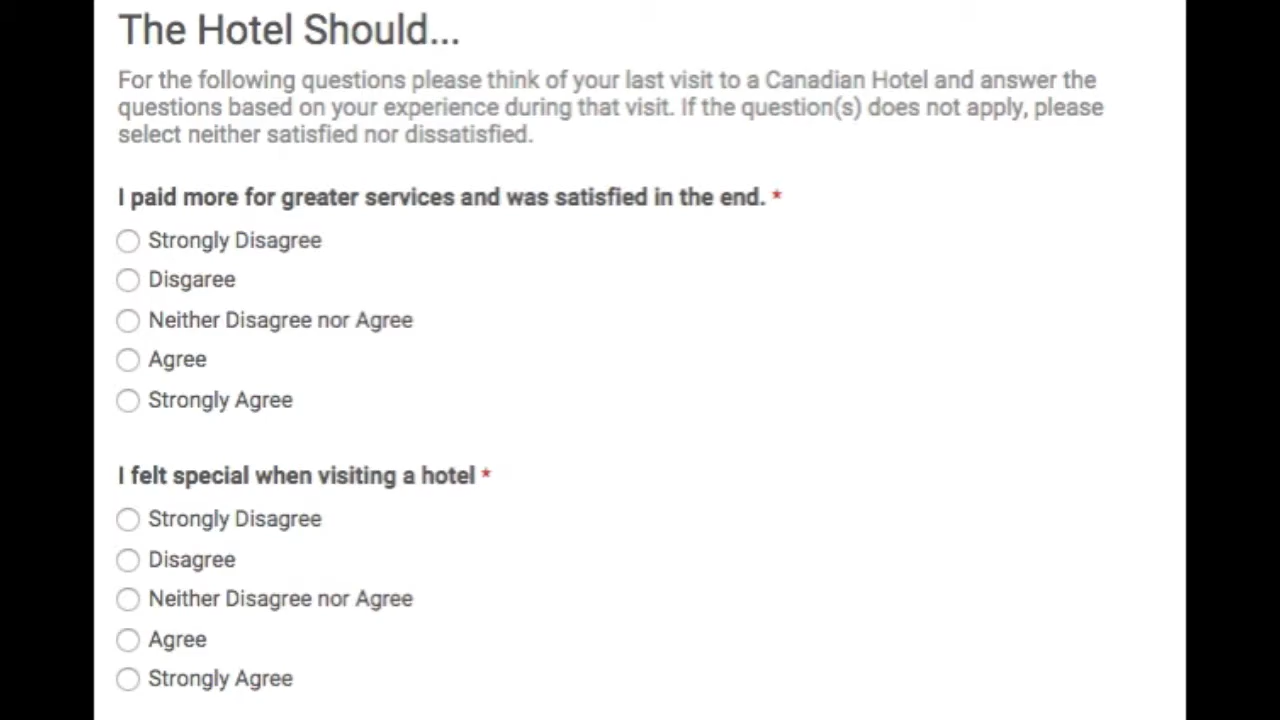 The Hotel Should...
For the following questions please think of your last visit to a Canadian Hotel and answer the
questions based on your experience during that visit. If the question(s) does not apply, please
select neither satisfied nor dissatisfied.
I paid more for greater services and was satisfied in the end. *
Strongly Disagree
Disgaree
Neither Disagree nor Agree
Agree
Strongly Agree
I felt special when visiting a hotel *
Strongly Disagree
Disagree
Neither Disagree nor Agree
Agree
Strongly Agree